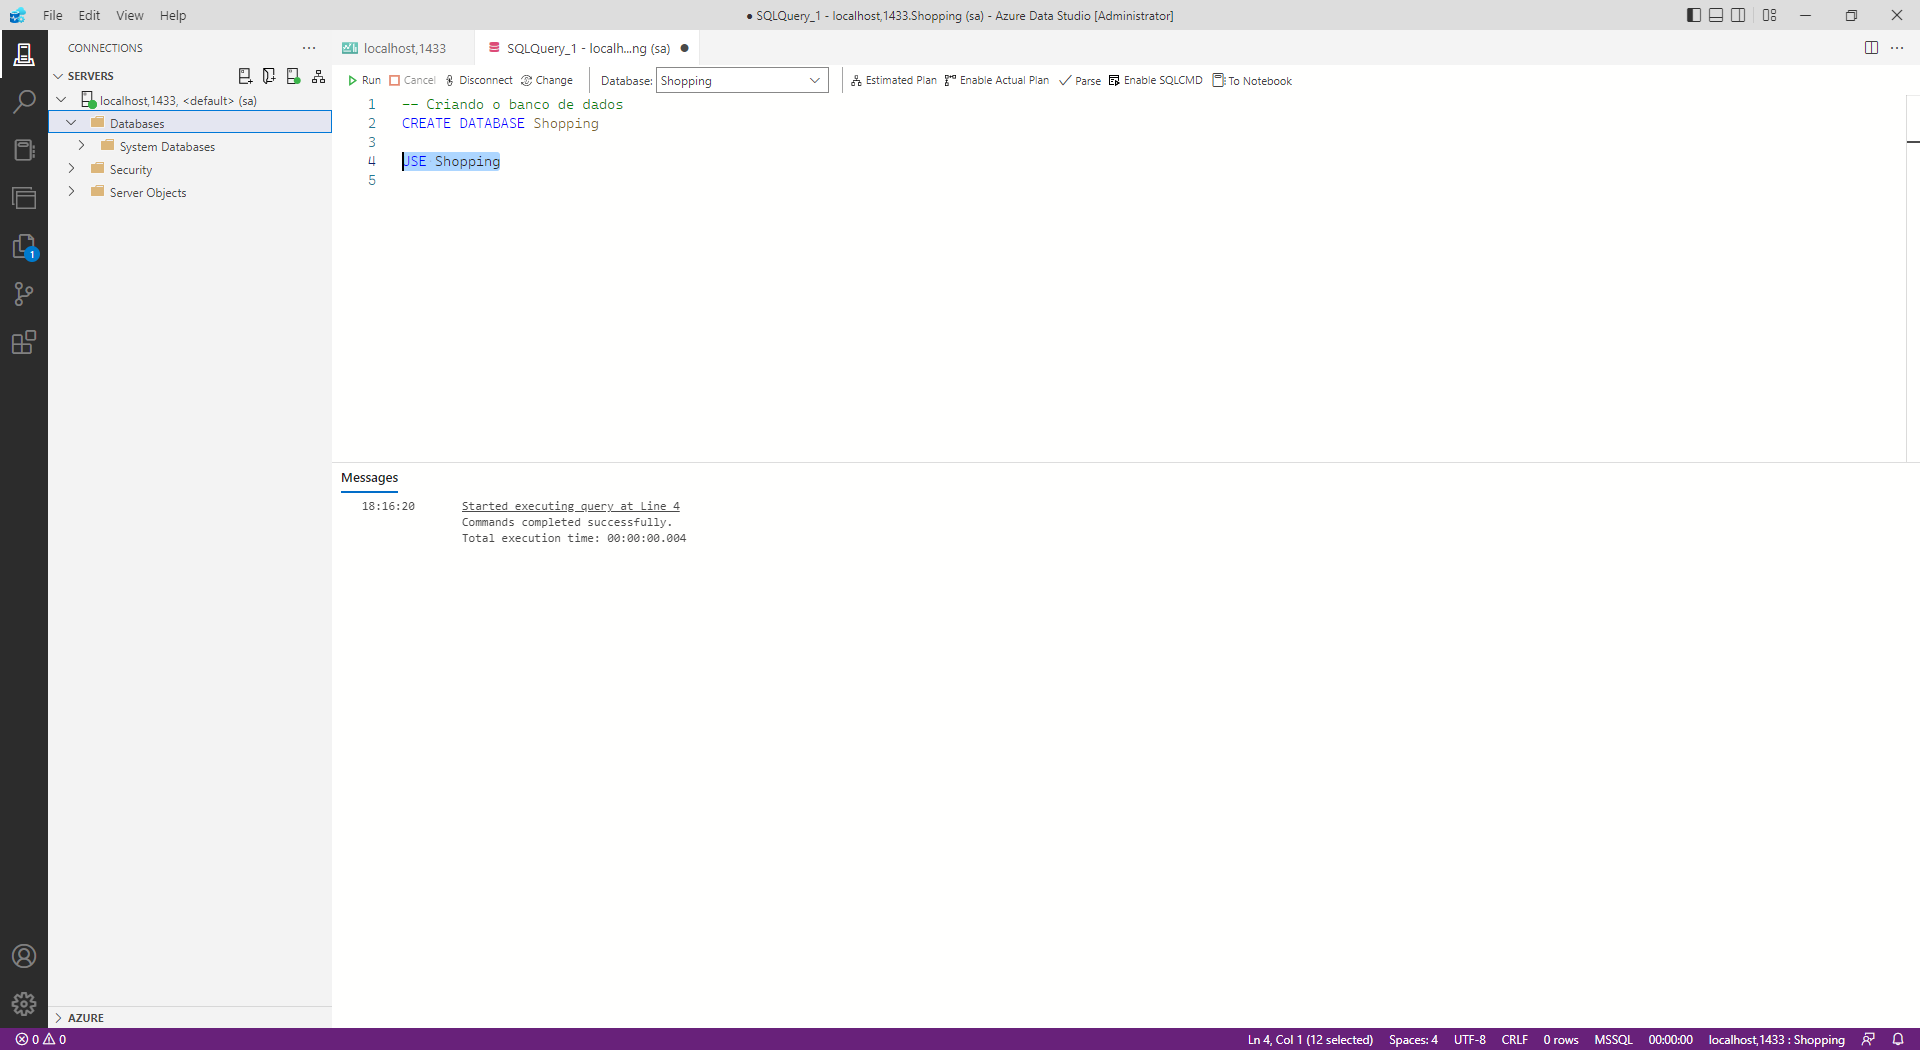 File Edit View Help
● SQLQuery_1 - localhost,1433.Shopping (sa) - Azure Data Studio [Administrator]
CONNECTIONS
SERVERS
localhost,1433, <default> (sa)
Databases
System Databases
Security
Server Objects
AZURE
1
localhost,1433
SQLQuery_1 - localh...ng (sa) ●
Run Cancel Disconnect Change Database: Shopping Estimated Plan Enable Actual Plan Parse Enable SQLCMD To Notebook
1 -- Criando o banco de dados
2 CREATE DATABASE Shopping
3
4 USE Shopping
5
Messages
18:16:20 Started executing query at Line 4
Commands completed successfully.
Total execution time: 00:00:00.004
0 0 Ln 4, Col 1 (12 selected) Spaces: 4 UTF-8 CRLF 0 rows MSSQL 00:00:00 localhost,1433 : Shopping